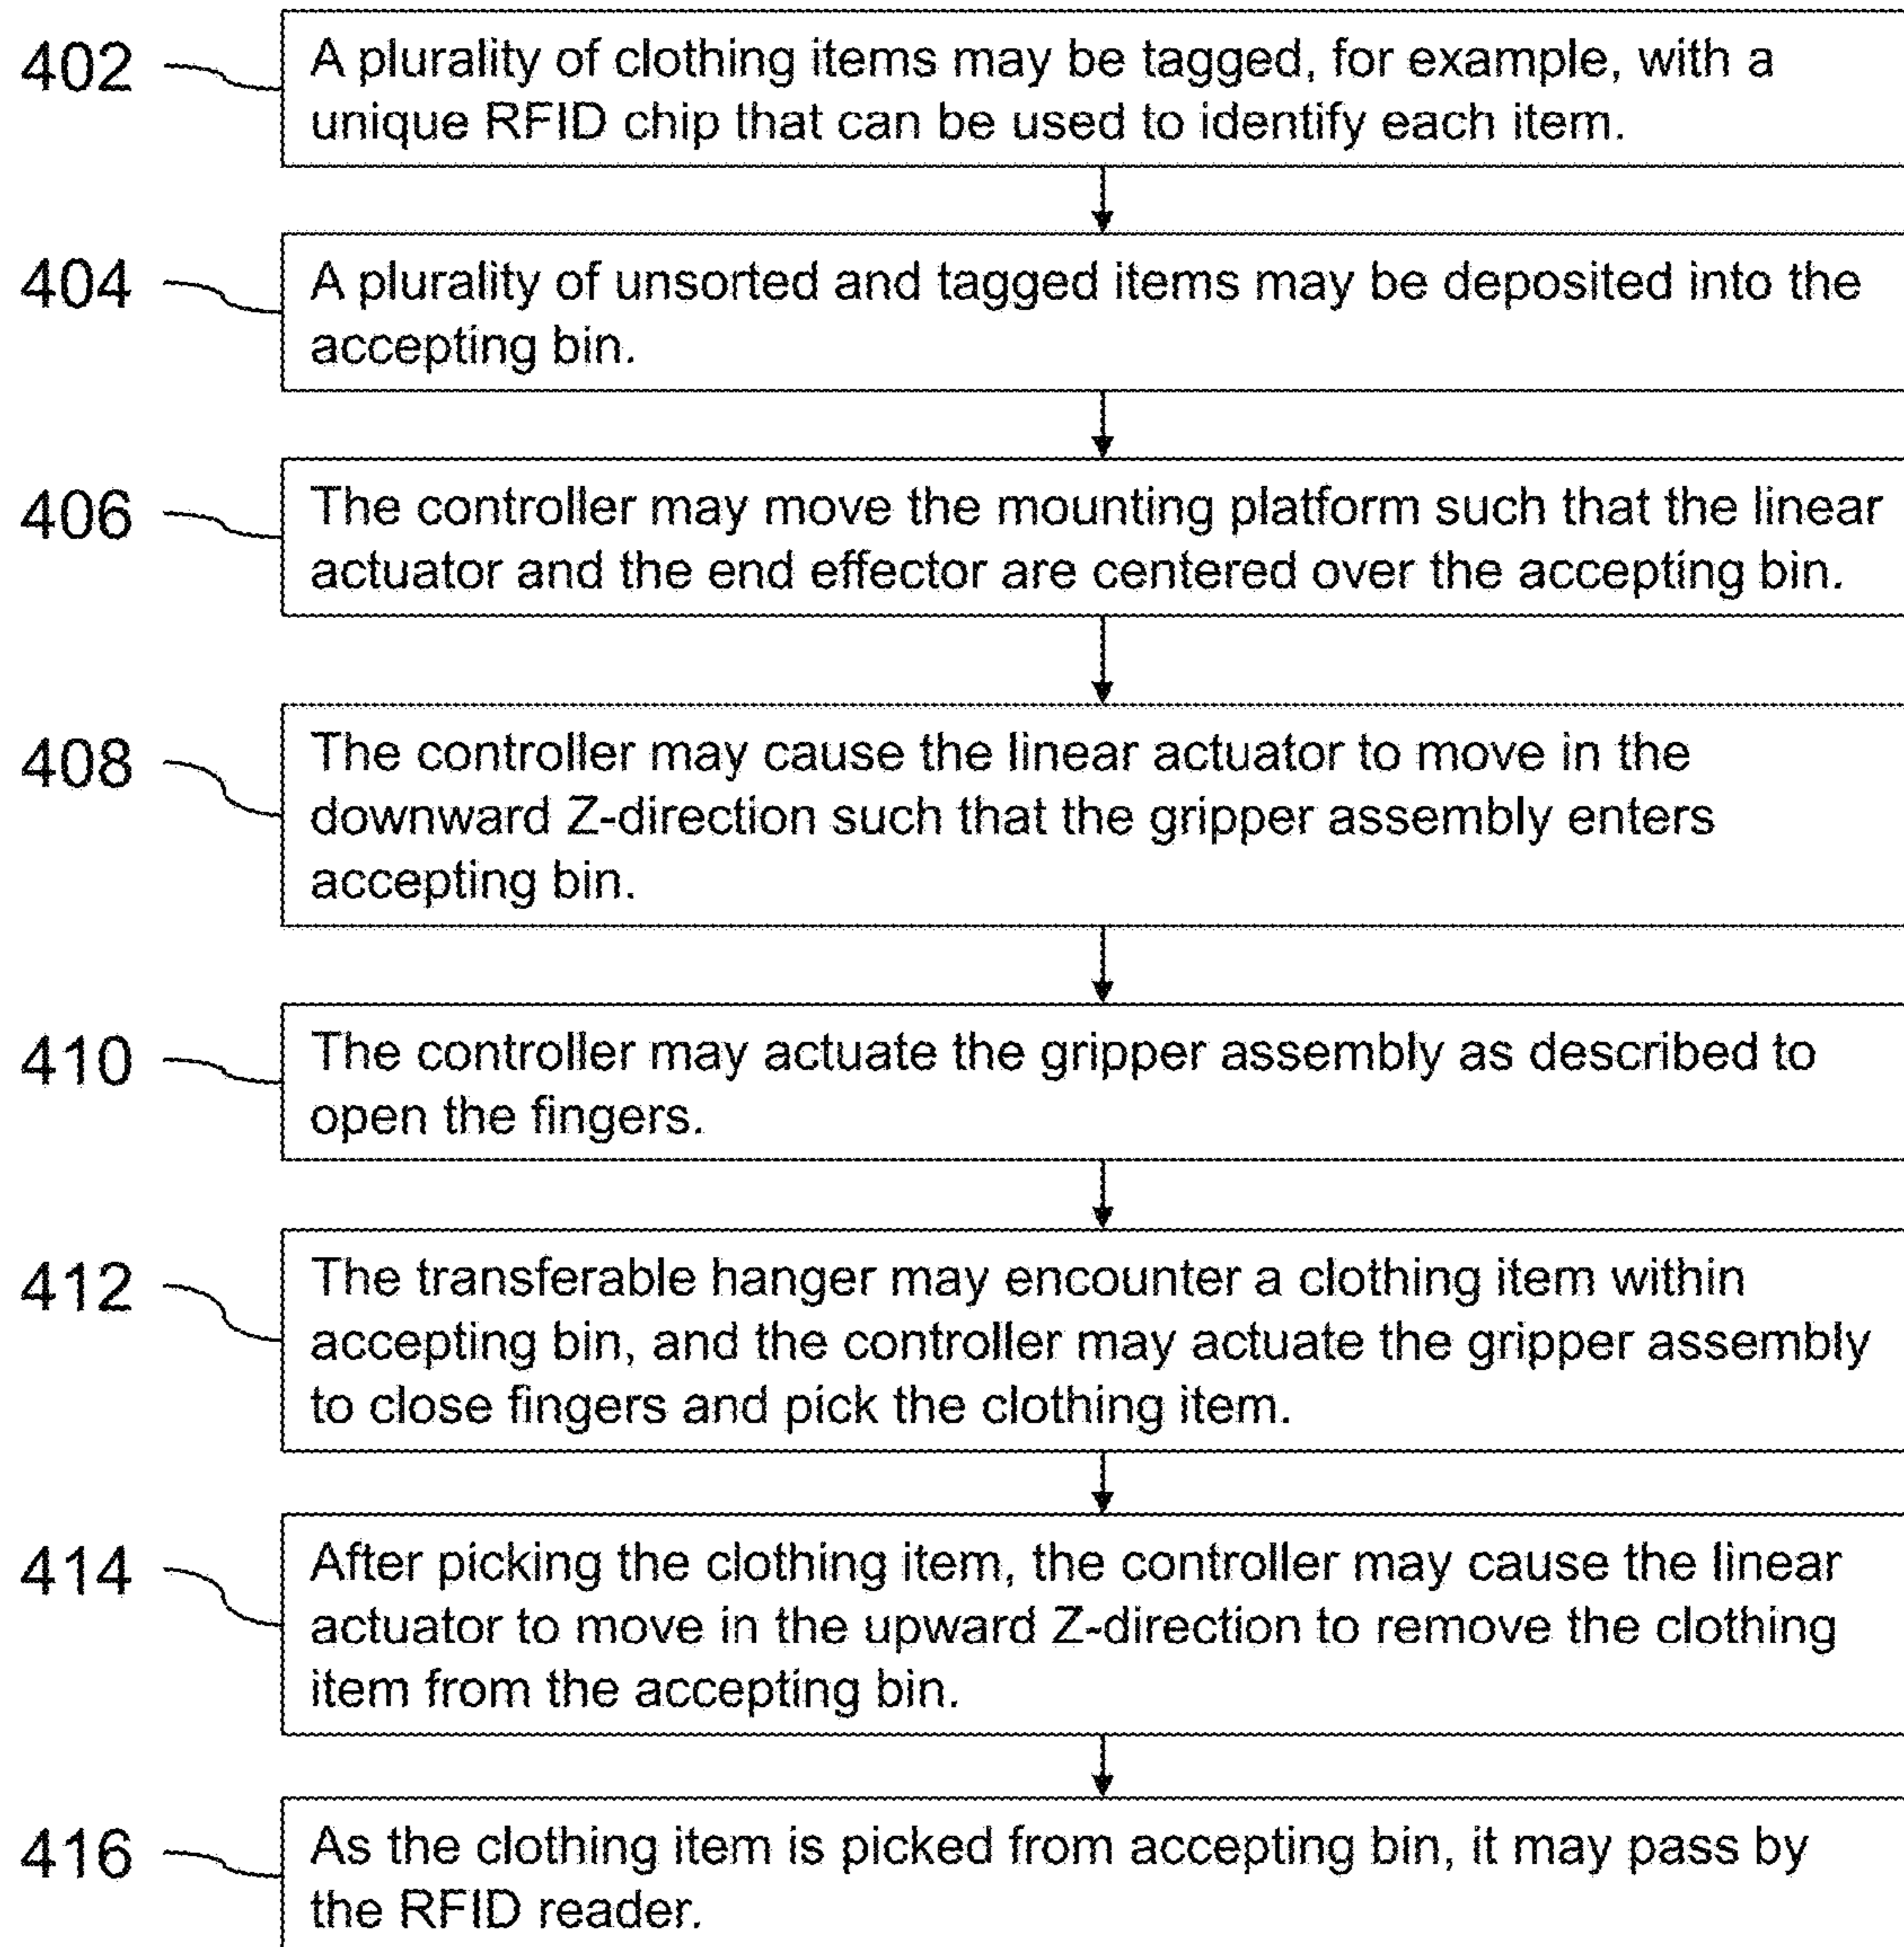 402 A plurality of clothing items may be tagged, for example, with a
unique RFID chip that can be used to identify each item.
404 A plurality of unsorted and tagged items may be deposited into the
accepting bin.
406 The controller may move the mounting platform such that the linear
actuator and the end effector are centered over the accepting bin.
408 The controller may cause the linear actuator to move in the
downward Z-direction such that the gripper assembly enters
accepting bin.
410 The controller may actuate the gripper assembly as described to
open the fingers.
412 The transferable hanger may encounter a clothing item within
accepting bin, and the controller may actuate the gripper assembly
to close fingers and pick the clothing item.
414 After picking the clothing item, the controller may cause the linear
actuator to move in the upward Z-direction to remove the clothing
item from the accepting bin.
416 As the clothing item is picked from accepting bin, it may pass by
the RFID reader.